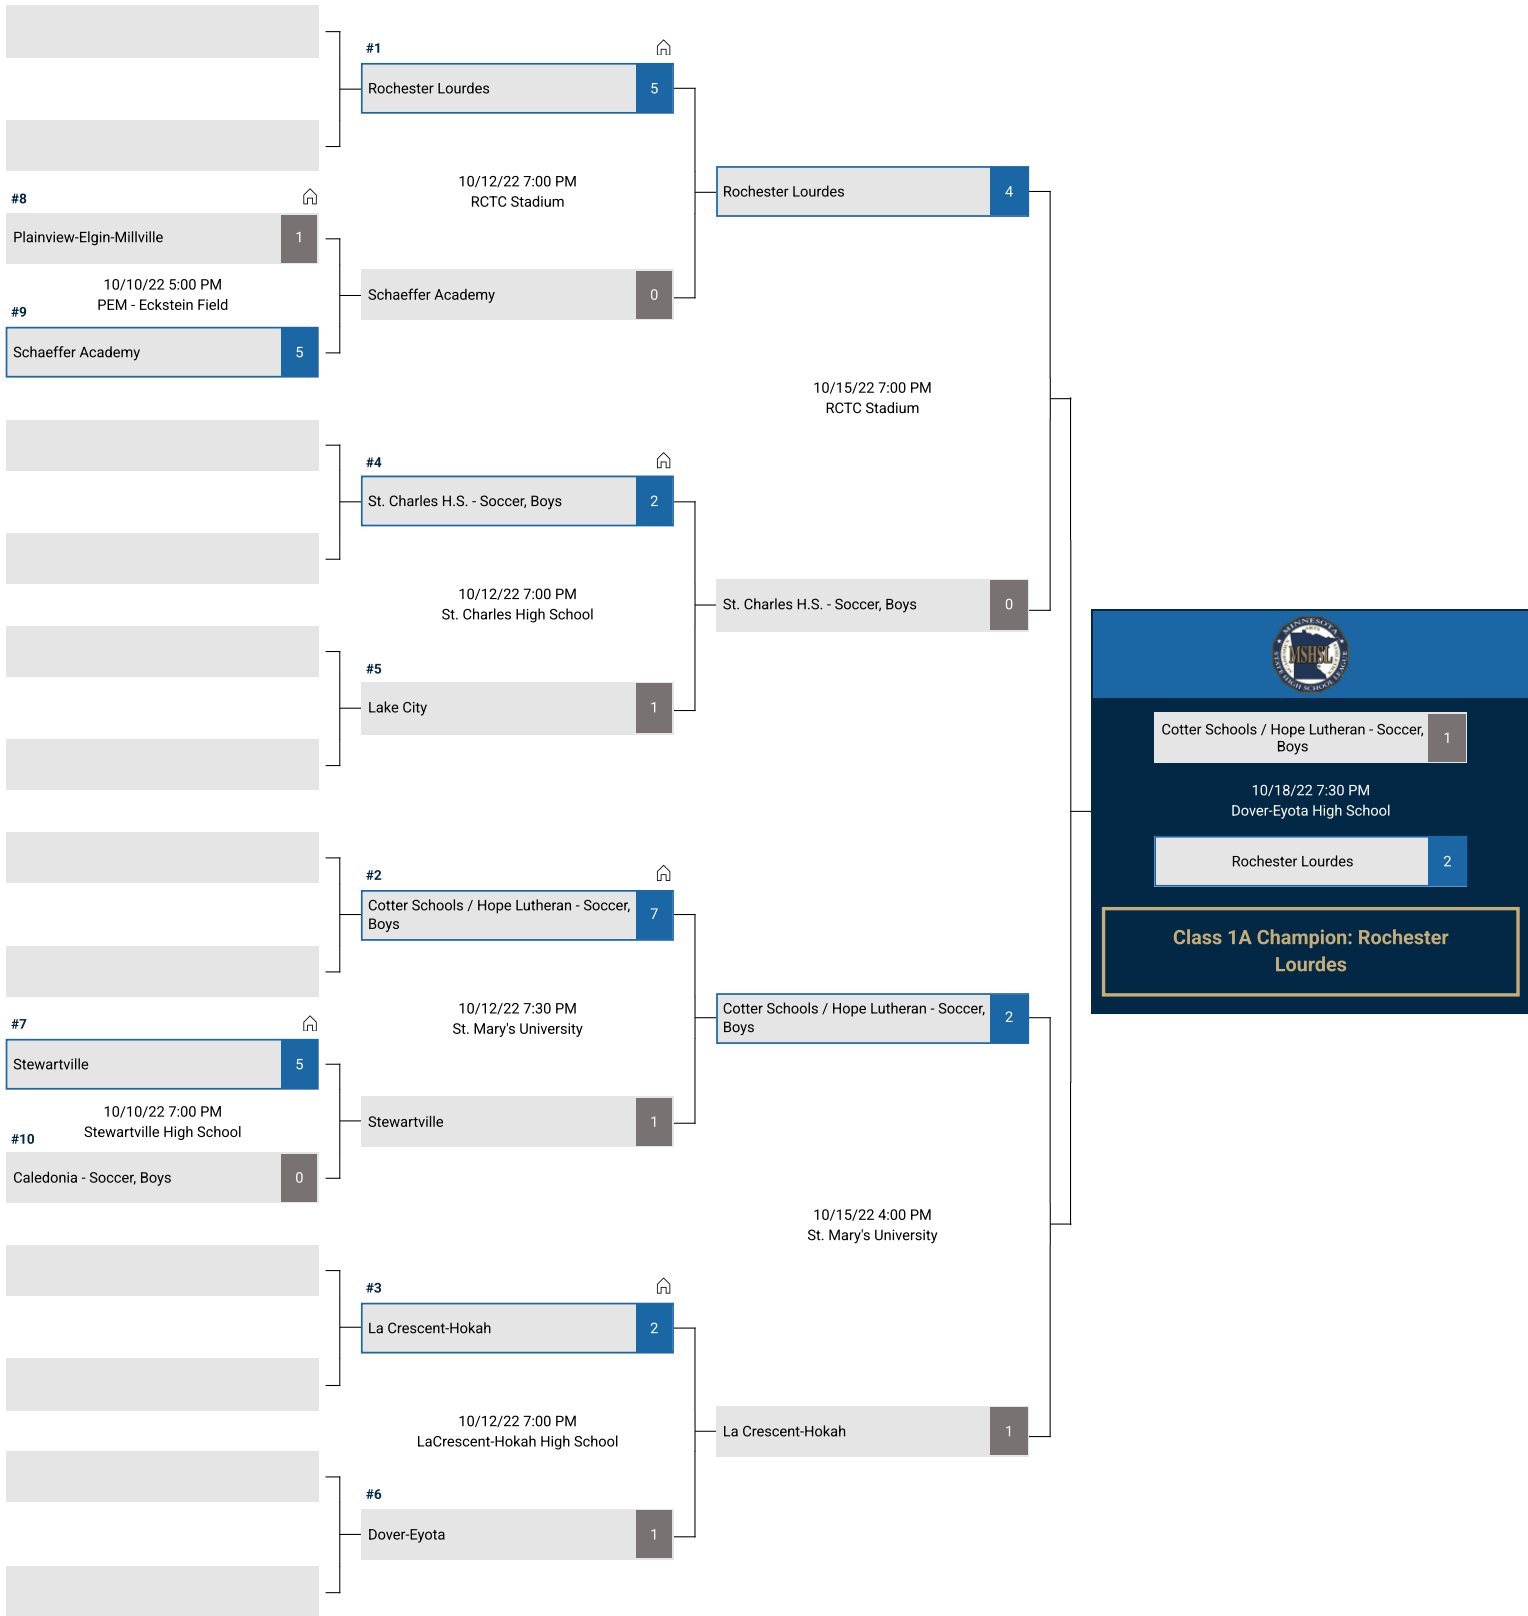 #1
Rochester Lourdes 5
10/12/22 7:00 PM
RCTC Stadium
#8
Plainview-Elgin-Millville 1
10/10/22 5:00 PM
PEM - Eckstein Field
#9
Schaeffer Academy 5
Schaeffer Academy 0
Rochester Lourdes 4
10/15/22 7:00 PM
RCTC Stadium
#4
St. Charles H.S. - Soccer, Boys 2
10/12/22 7:00 PM
St. Charles High School
#5
Lake City 1
St. Charles H.S. - Soccer, Boys 0
#2
Cotter Schools / Hope Lutheran - Soccer,
Boys
7
10/12/22 7:30 PM
St. Mary's University
#7
Stewartville 5
10/10/22 7:00 PM
Stewartville High School
#10
Caledonia - Soccer, Boys 0
Stewartville 1
Cotter Schools / Hope Lutheran - Soccer,
Boys
2
10/15/22 4:00 PM
St. Mary's University
#3
La Crescent-Hokah 2
10/12/22 7:00 PM
LaCrescent-Hokah High School
#6
Dover-Eyota 1
La Crescent-Hokah 1
MINNESOTA
MSHSL
STATE HIGH SCHOOL LEAGUE
Cotter Schools / Hope Lutheran - Soccer,
Boys
1
10/18/22 7:30 PM
Dover-Eyota High School
Rochester Lourdes 2
Class 1A Champion: Rochester
Lourdes